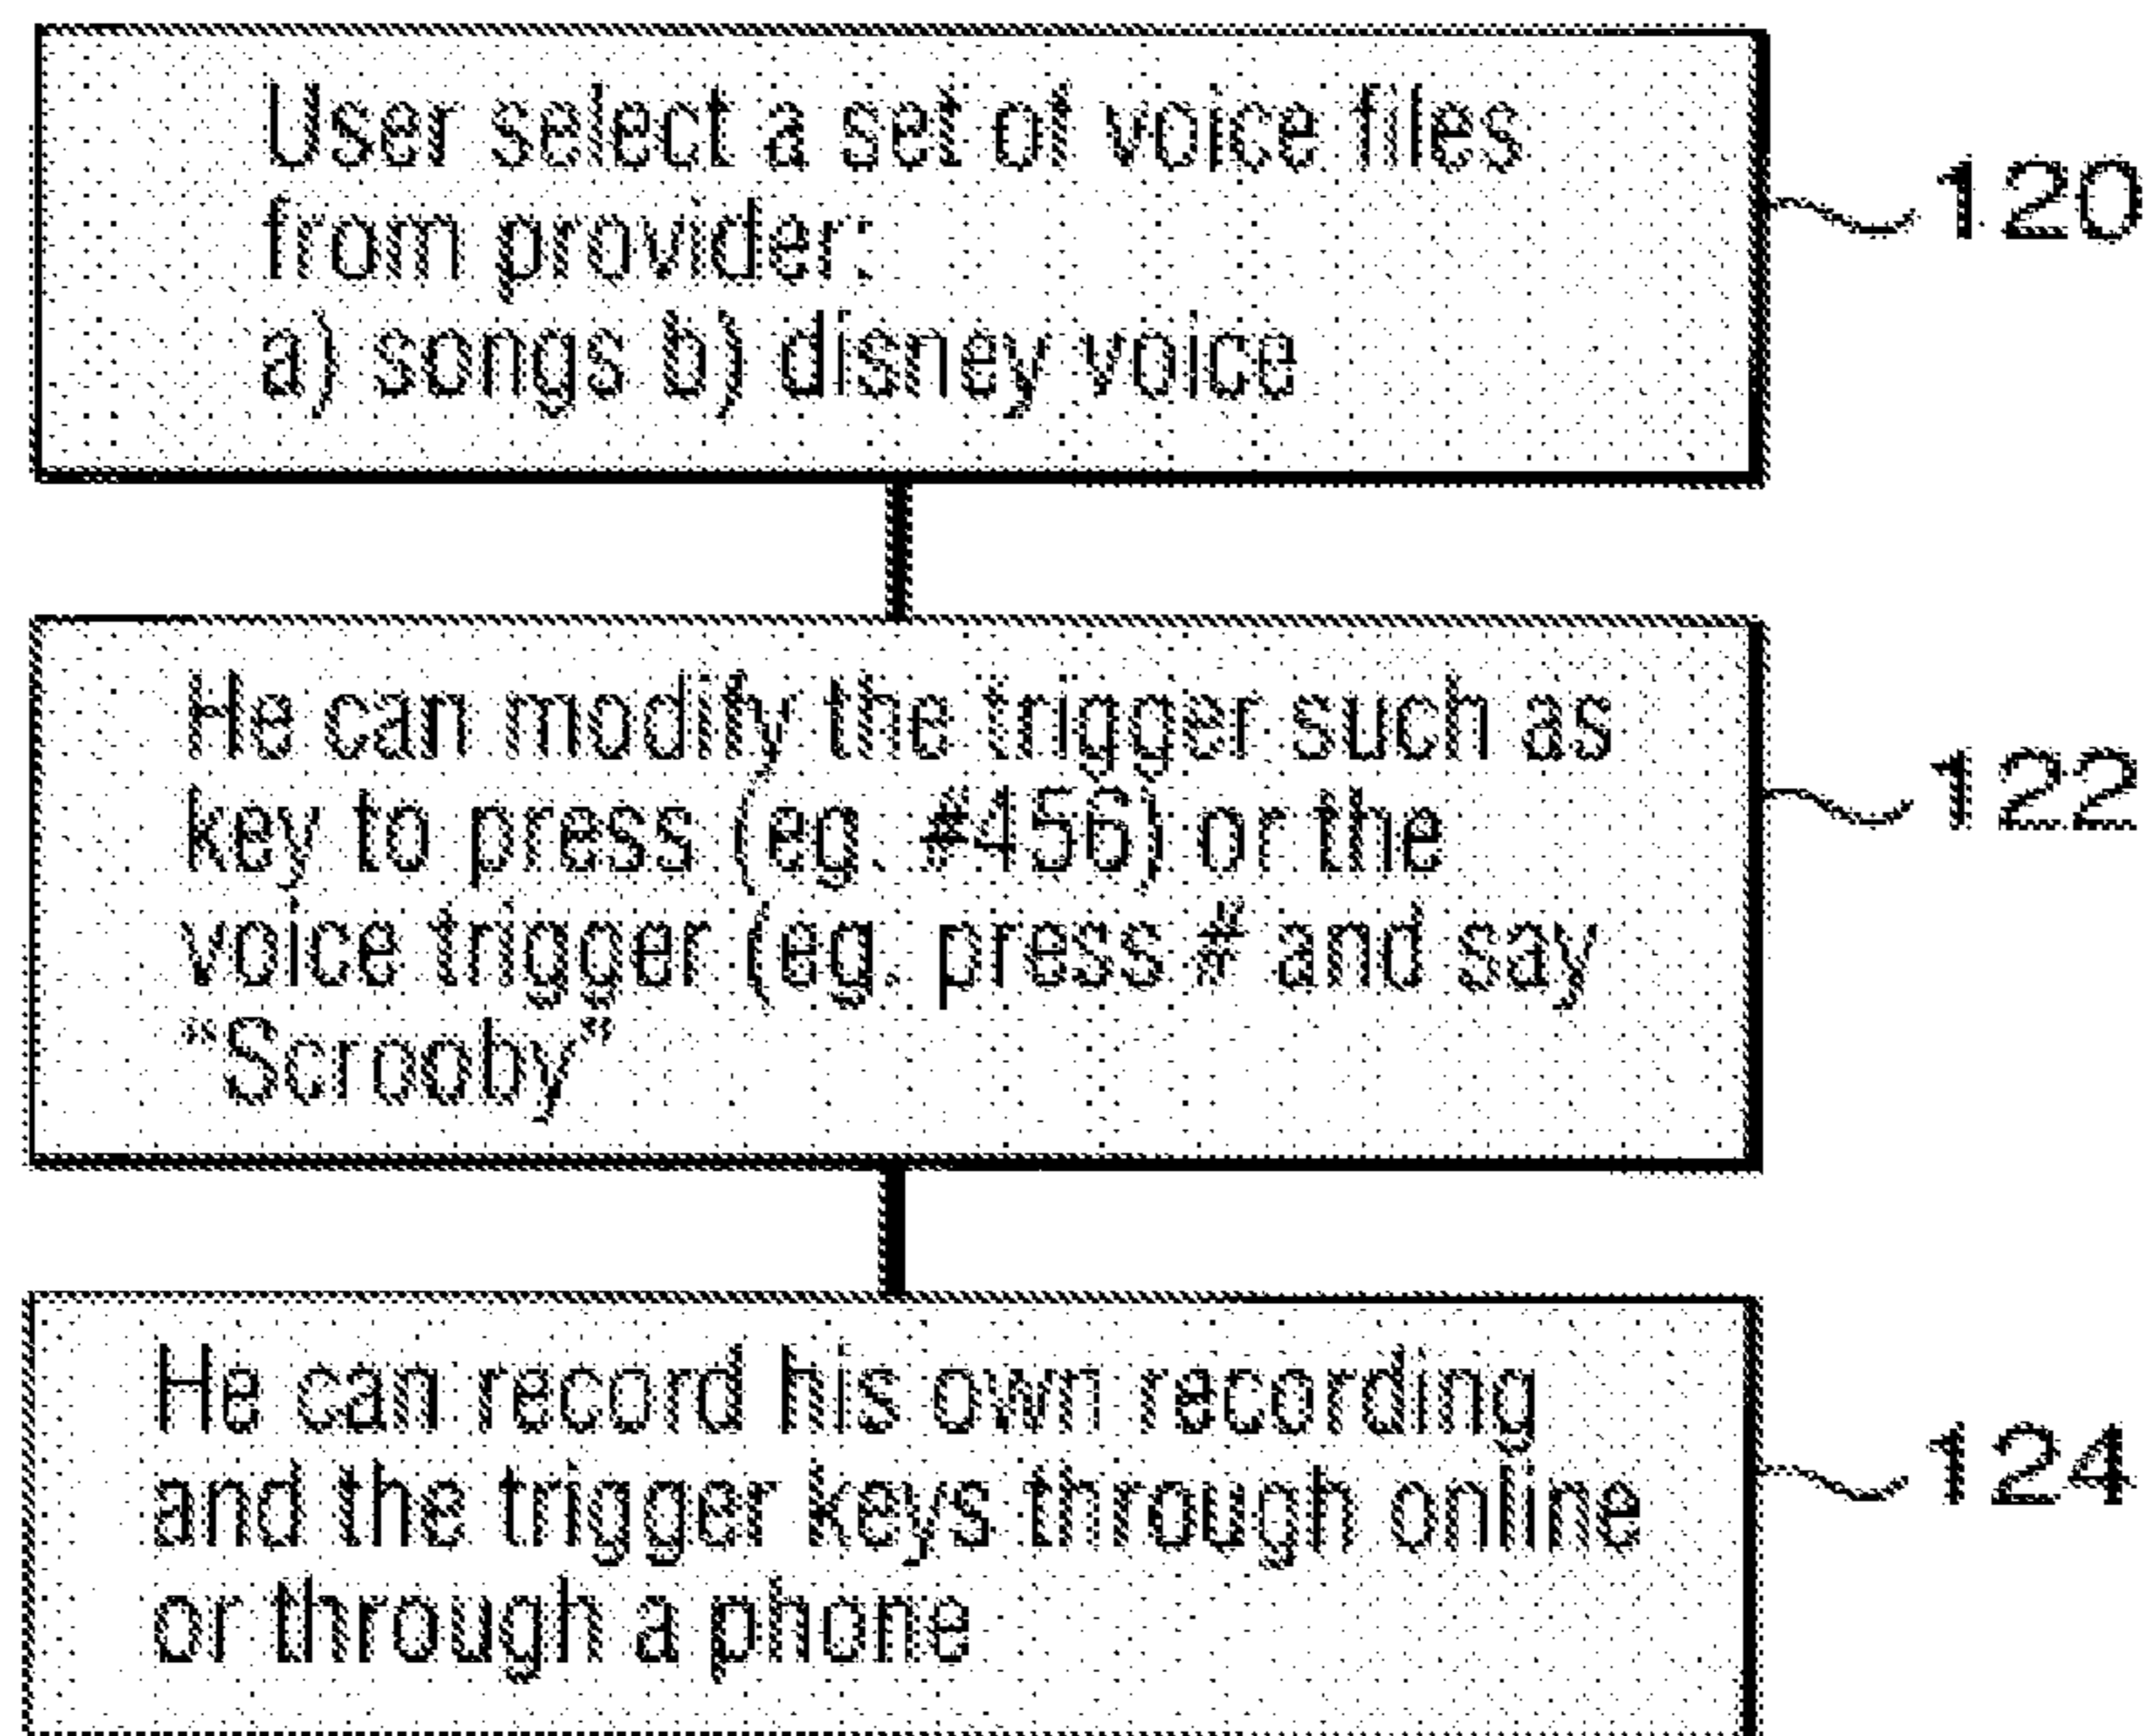 User select a set of voice files
from provider:
a) songs b) disney voice
120
He can modify the trigger such as
key to press (eg. #456) or the
voice trigger (eg. press # and say
"Scrooby"
122
He can record his own recording
and the trigger keys through online
or through a phone
124